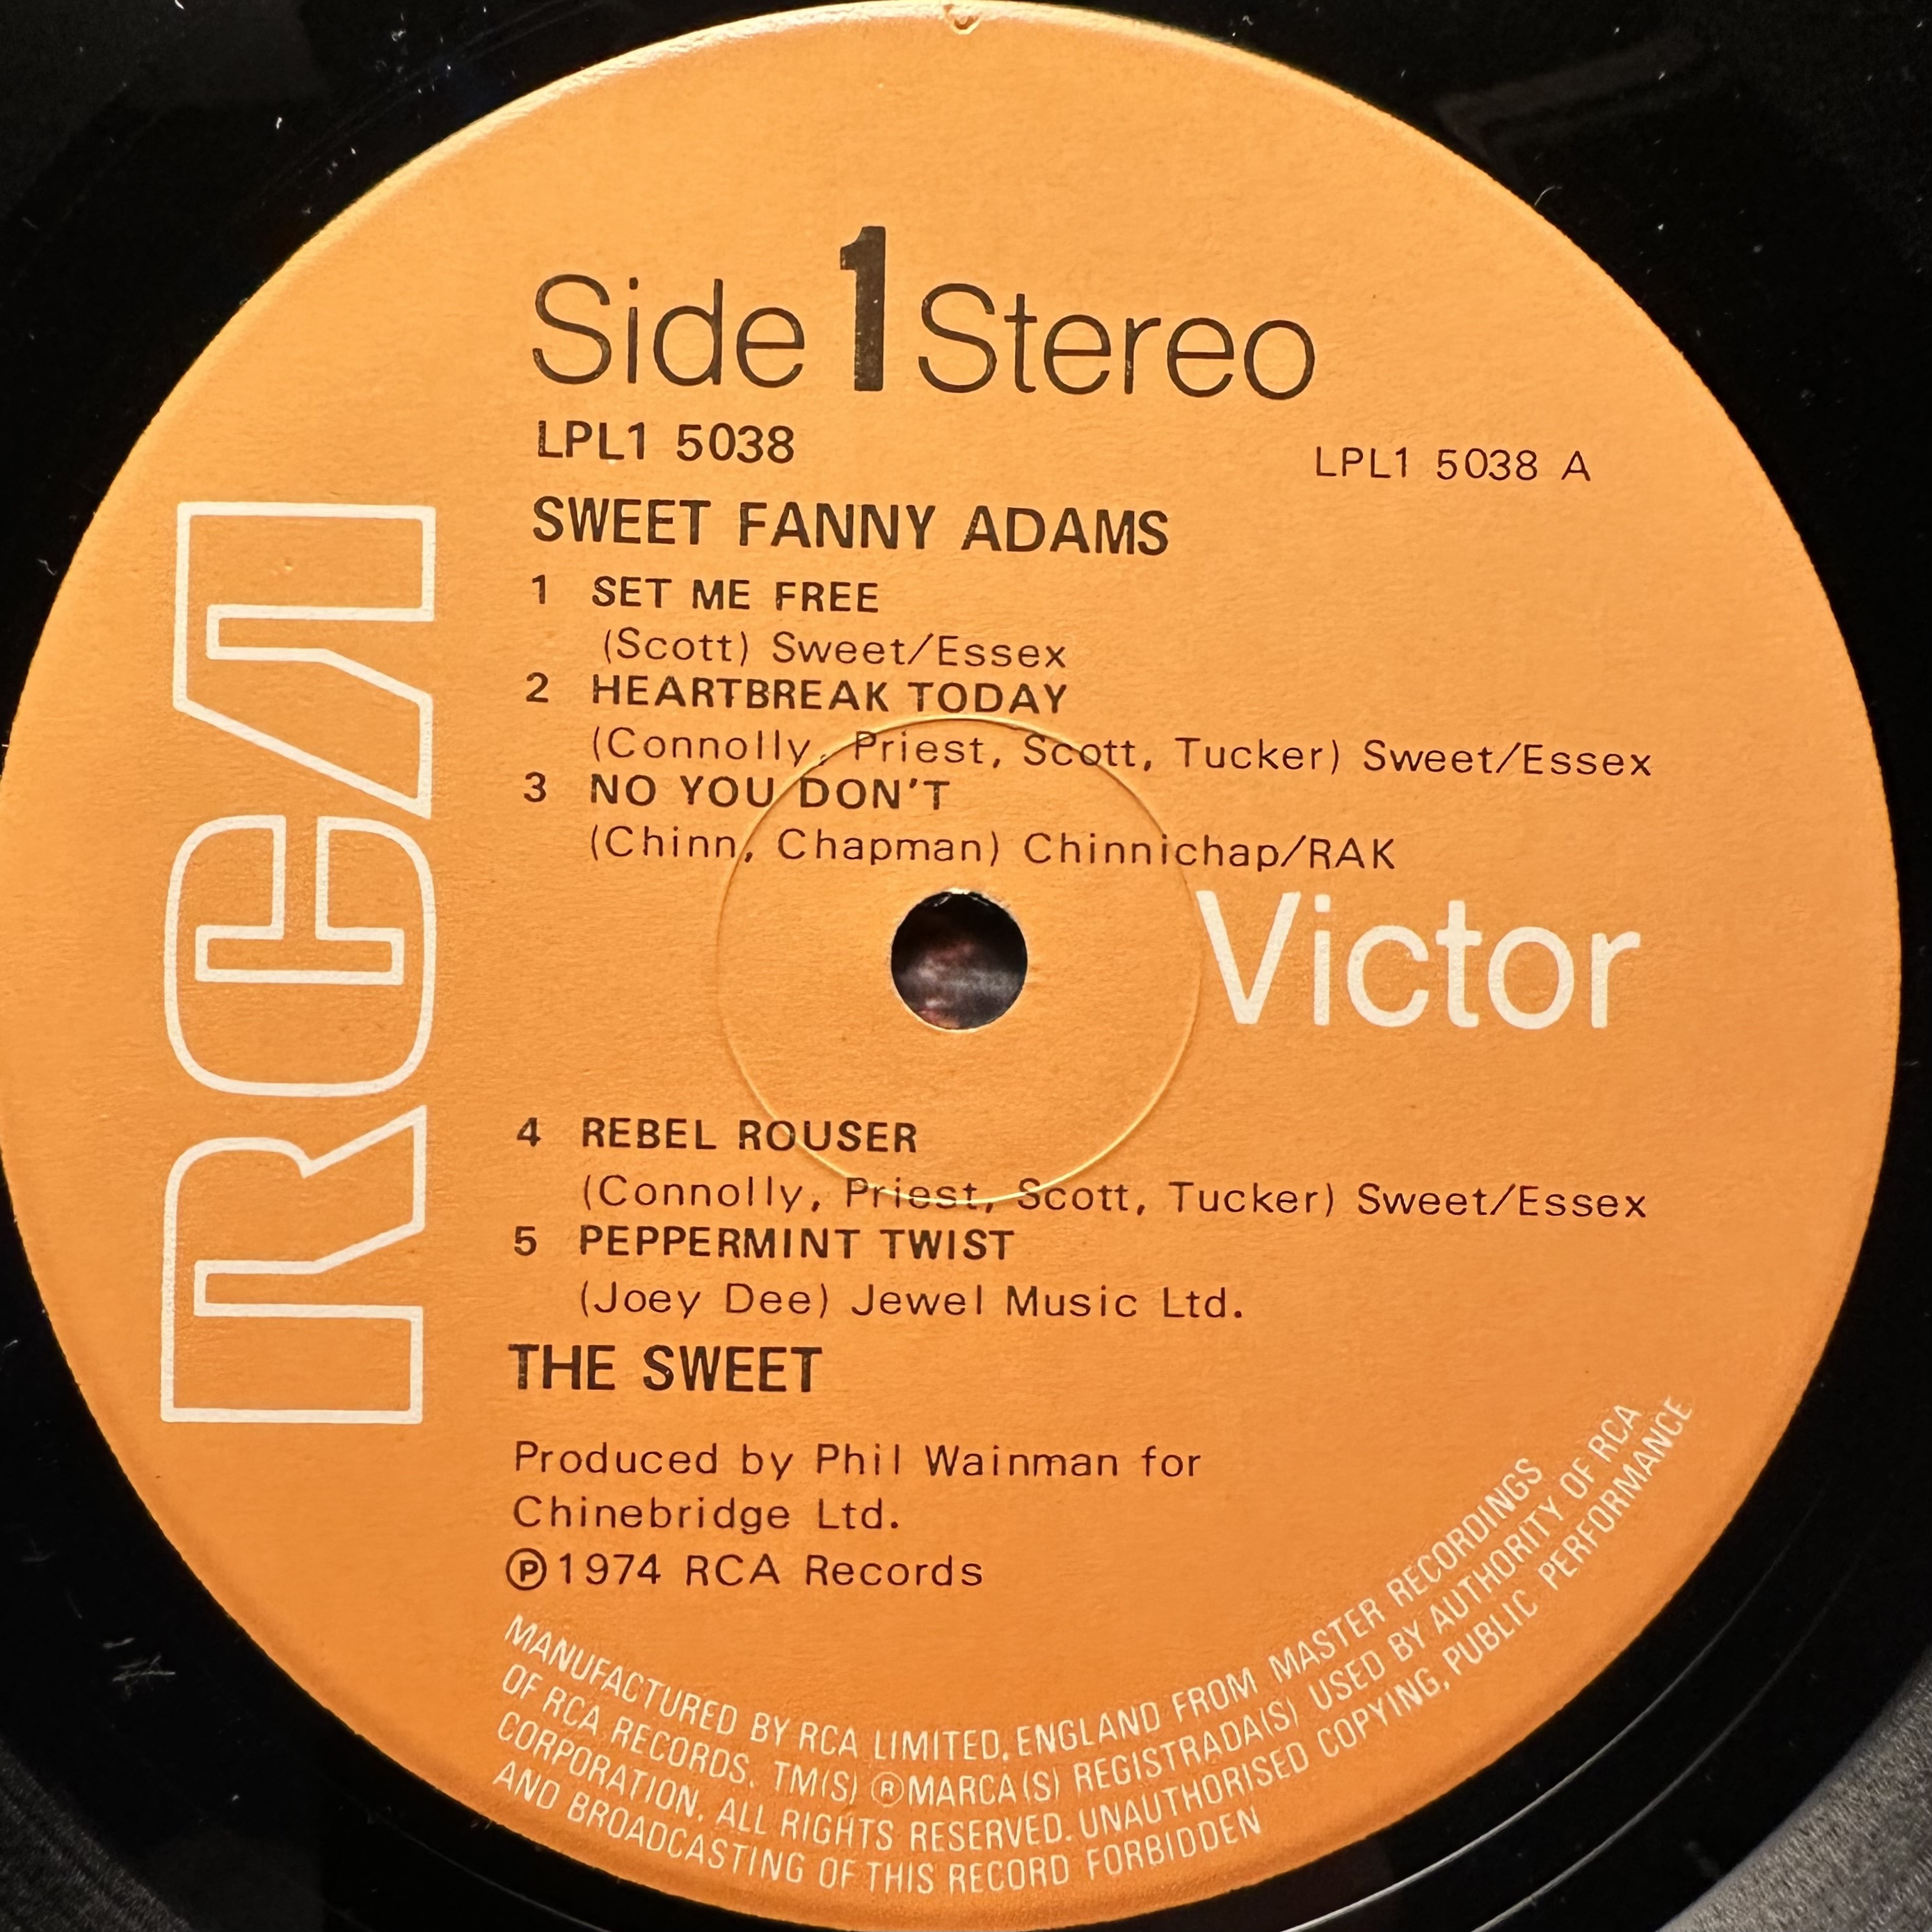 Side 1 Stereo
LPL1 5038
LPL1 5038 A
SWEET FANNY ADAMS
1 SET ME FREE
(Scott) Sweet/Essex
2 HEARTBREAK TODAY
(Connolly, Priest, Scott, Tucker) Sweet/Essex
3 NO YOU DON'T
(Chinn, Chapman) Chinnichap/RAK
RCA
Victor
4 REBEL ROUSER
(Connolly, Priest, Scott, Tucker) Sweet/Essex
5 PEPPERMINT TWIST
(Joey Dee) Jewel Music Ltd.
THE SWEET
Produced by Phil Wainman for
Chinebridge Ltd.
℗1974 RCA Records
MANUFACTURED BY RCA LIMITED, ENGLAND FROM MASTER RECORDINGS
OF RCA RECORDS. TM(S) ® MARCA(S) REGISTRADA(S) USED BY AUTHORITY OF RCA
CORPORATION. ALL RIGHTS RESERVED. UNAUTHORISED COPYING, PUBLIC PERFORMANCE
AND BROADCASTING OF THIS RECORD FORBIDDEN